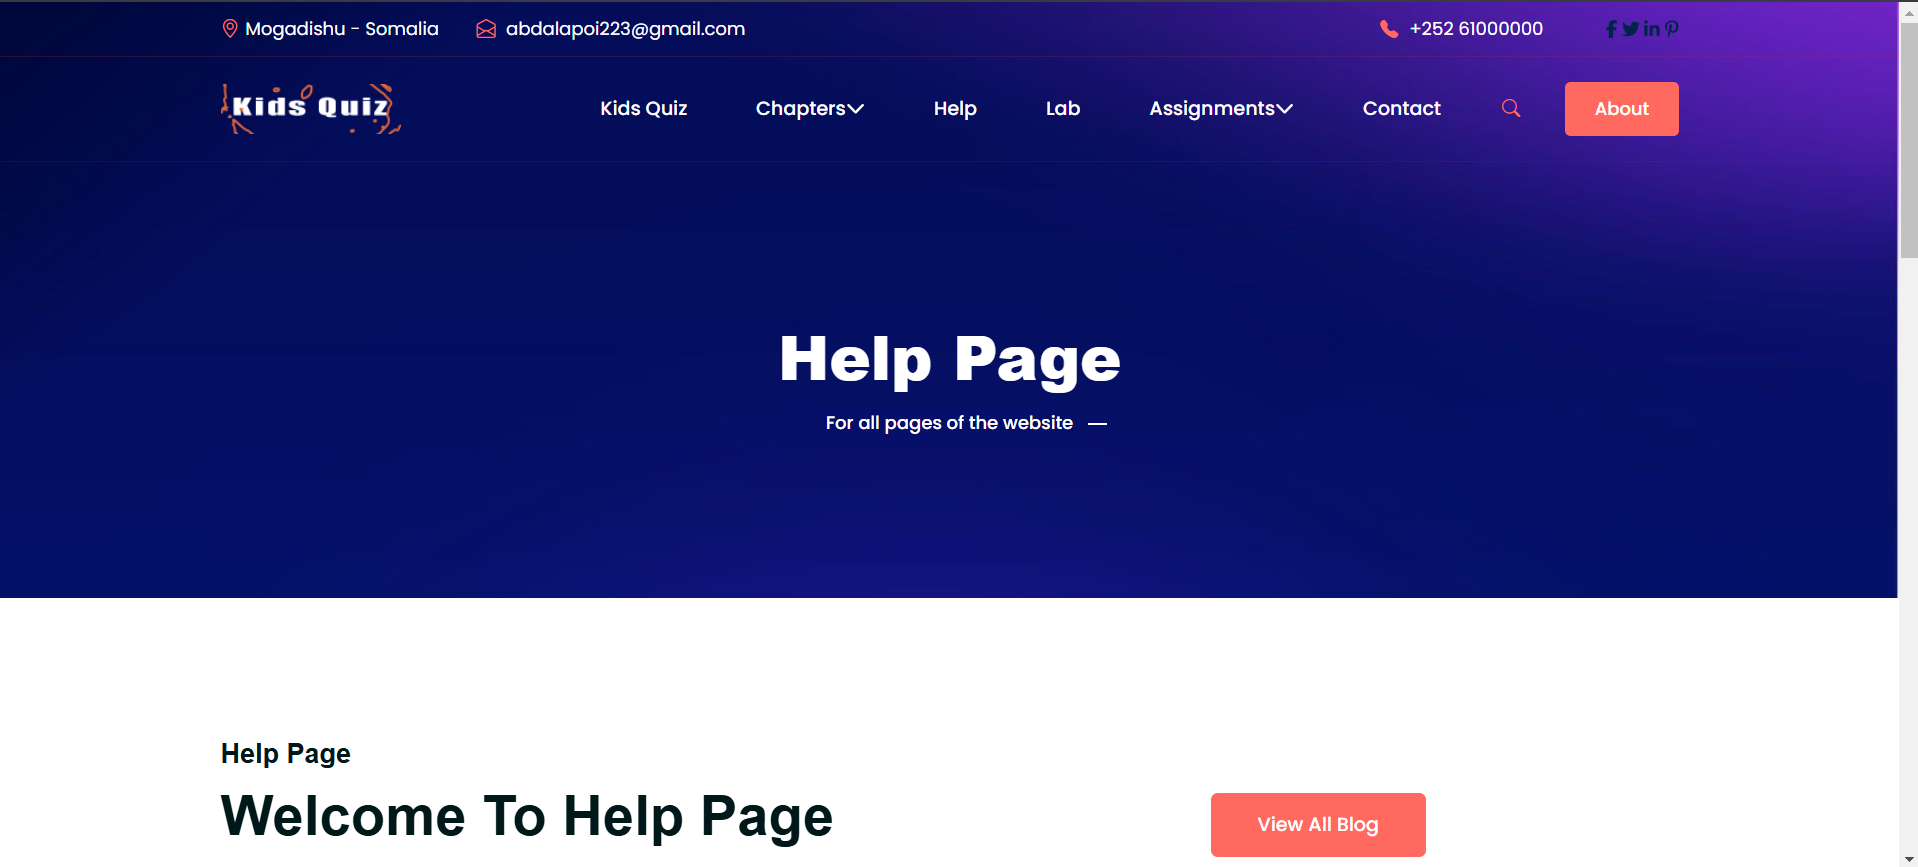 Mogadishu - Somalia
abdalapoi223@gmail.com
+252 61000000
Kids Quiz
Kids Quiz
Chapters
Help
Lab
Assignments
Contact
About
Help Page
For all pages of the website —
Help Page
Welcome To Help Page
View All Blog